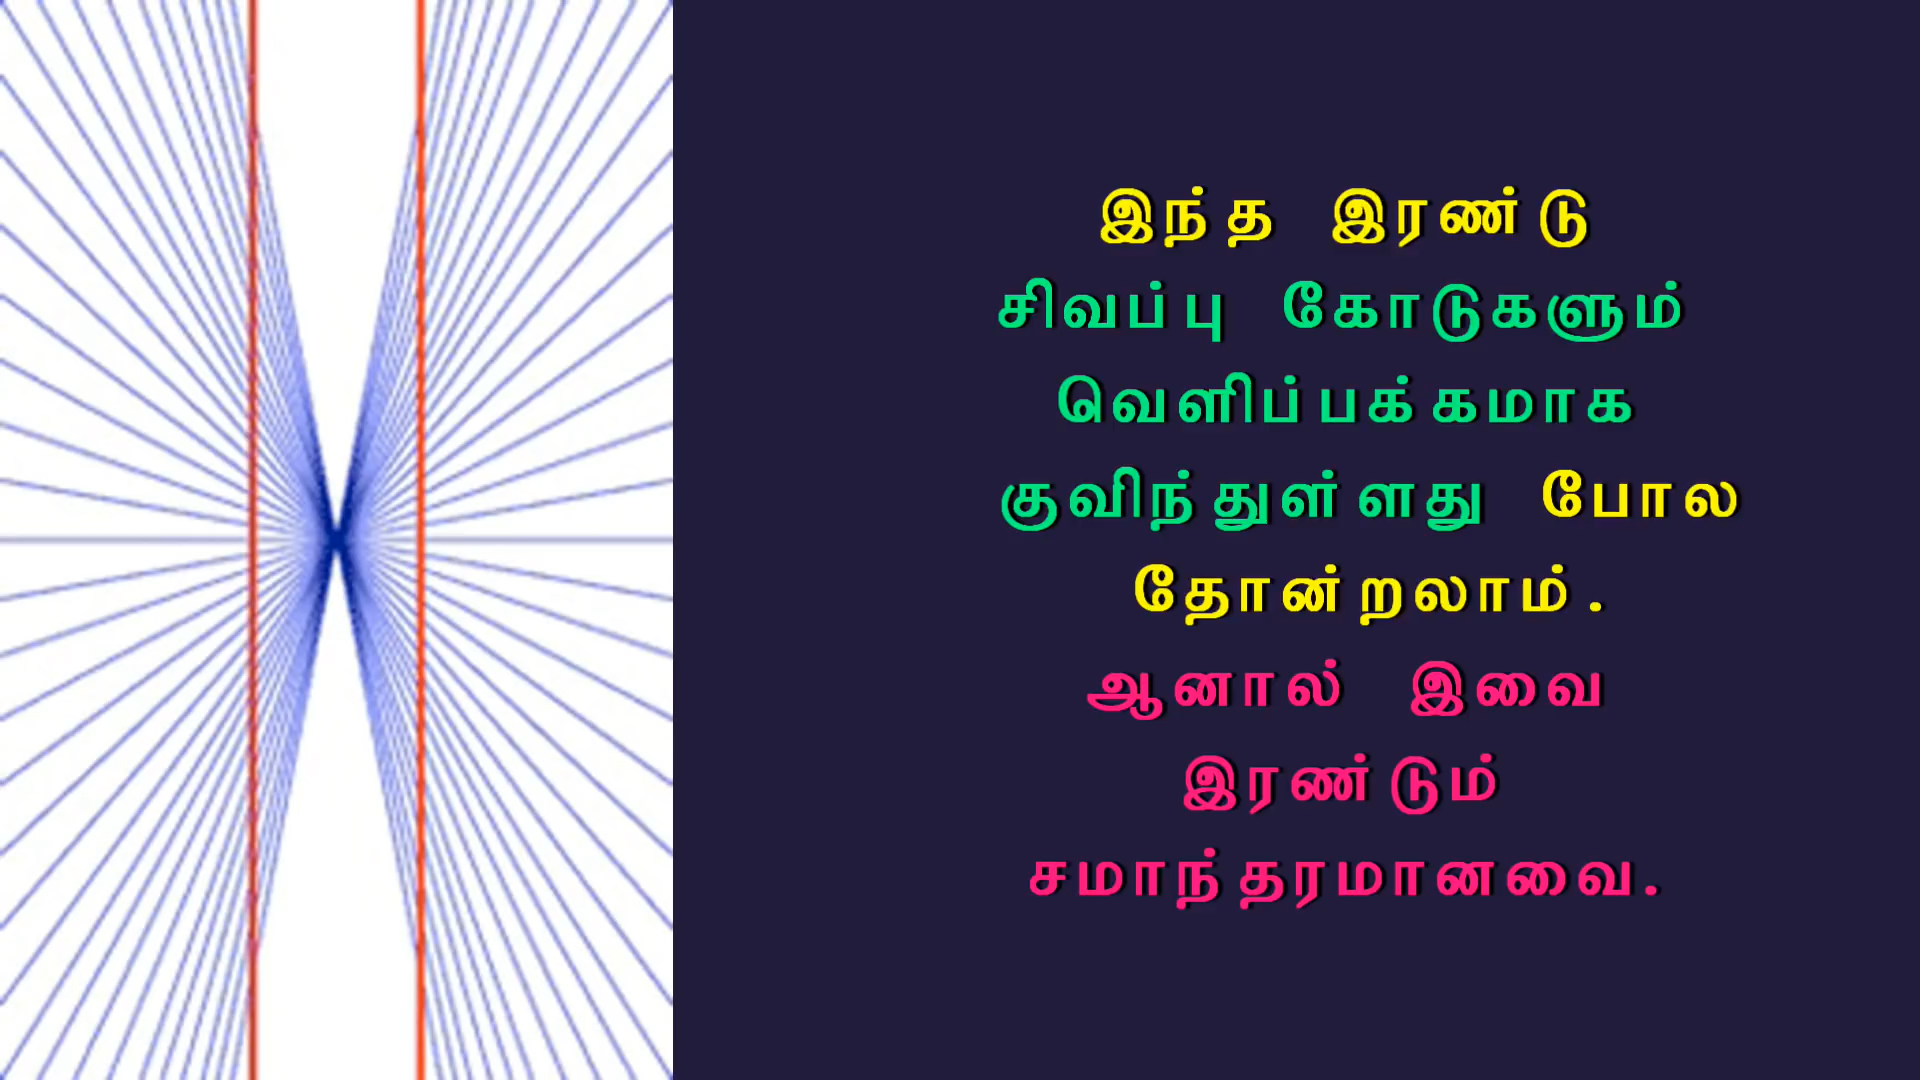 இந்த இரண்டு
சிவப்பு கோடுகளும்
வெளிப்பக்கமாக
குவிந்துள்ளது போல
தோன்றலாம்.
ஆனால் இவை
இரண்டும்
சமாந்தரமானவை.